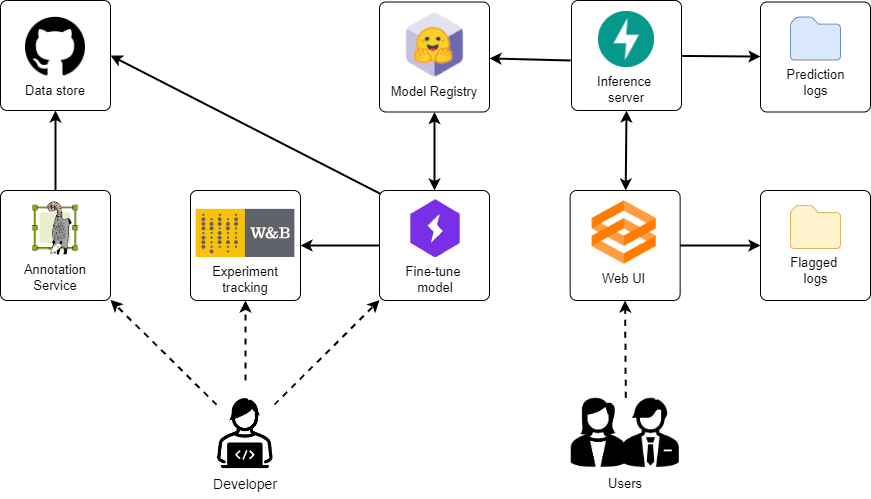 Data store
Model Registry
Inference
server
Prediction
logs
Annotation
Service
W&B
Experiment
tracking
Fine-tune
model
Web UI
Flagged
logs
</>
Developer
Users